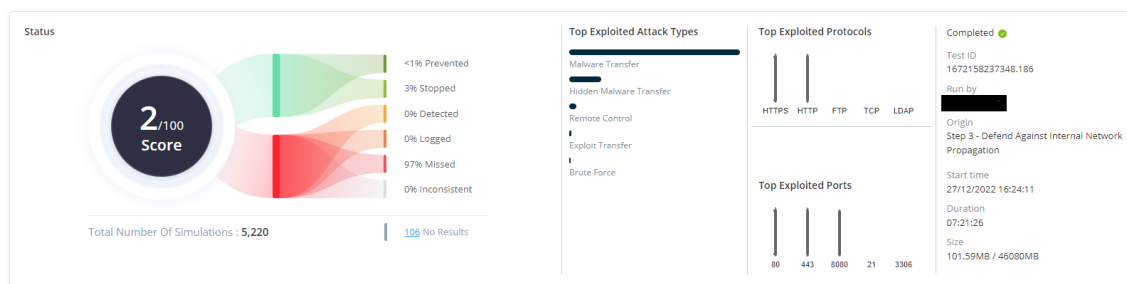 Status
2/100
Score
<1% Prevented
3% Stopped
0% Detected
0% Logged
97% Missed
0% Inconsistent
Total Number Of Simulations : 5,220
106 No Results
Top Exploited Attack Types
Malware Transfer
Hidden Malware Transfer
Remote Control
Exploit Transfer
Brute Force
Top Exploited Protocols
HTTPS HTTP FTP TCP LDAP
Top Exploited Ports
80 443 8080 21 3306
Completed
Test ID
1672158237348.186
Run by
Origin
Step 3 - Defend Against Internal Network
Propagation
Start time
27/12/2022 16:24:11
Duration
07:21:26
Size
101.59MB / 46080MB